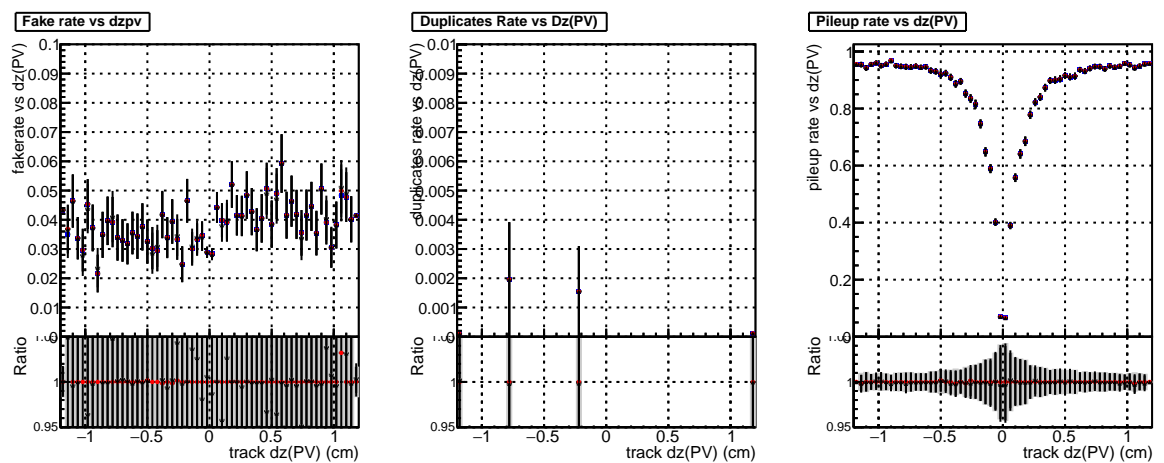 Fake rate vs dzpv
fakerate vs dz(PV)
0.1
0.09
0.08
0.07
0.06
0.05
0.04
0.03
0.02
0.01
0
Ratio
1
0.95
−1 −0.5 0 0.5 1
track dz(PV) (cm)
Duplicates Rate vs Dz(PV)
duplicates rate vs dz(PV)
0.01
0.009
0.008
0.007
0.006
0.005
0.004
0.003
0.002
0.001
0
Ratio
1
0.95
−1 −0.5 0 0.5 1
track dz(PV) (cm)
Pileup rate vs dz(PV)
pileup rate vs dz(PV)
1
0.8
0.6
0.4
0.2
0
Ratio
1
0.95
−1 −0.5 0 0.5 1
track dz(PV) (cm)